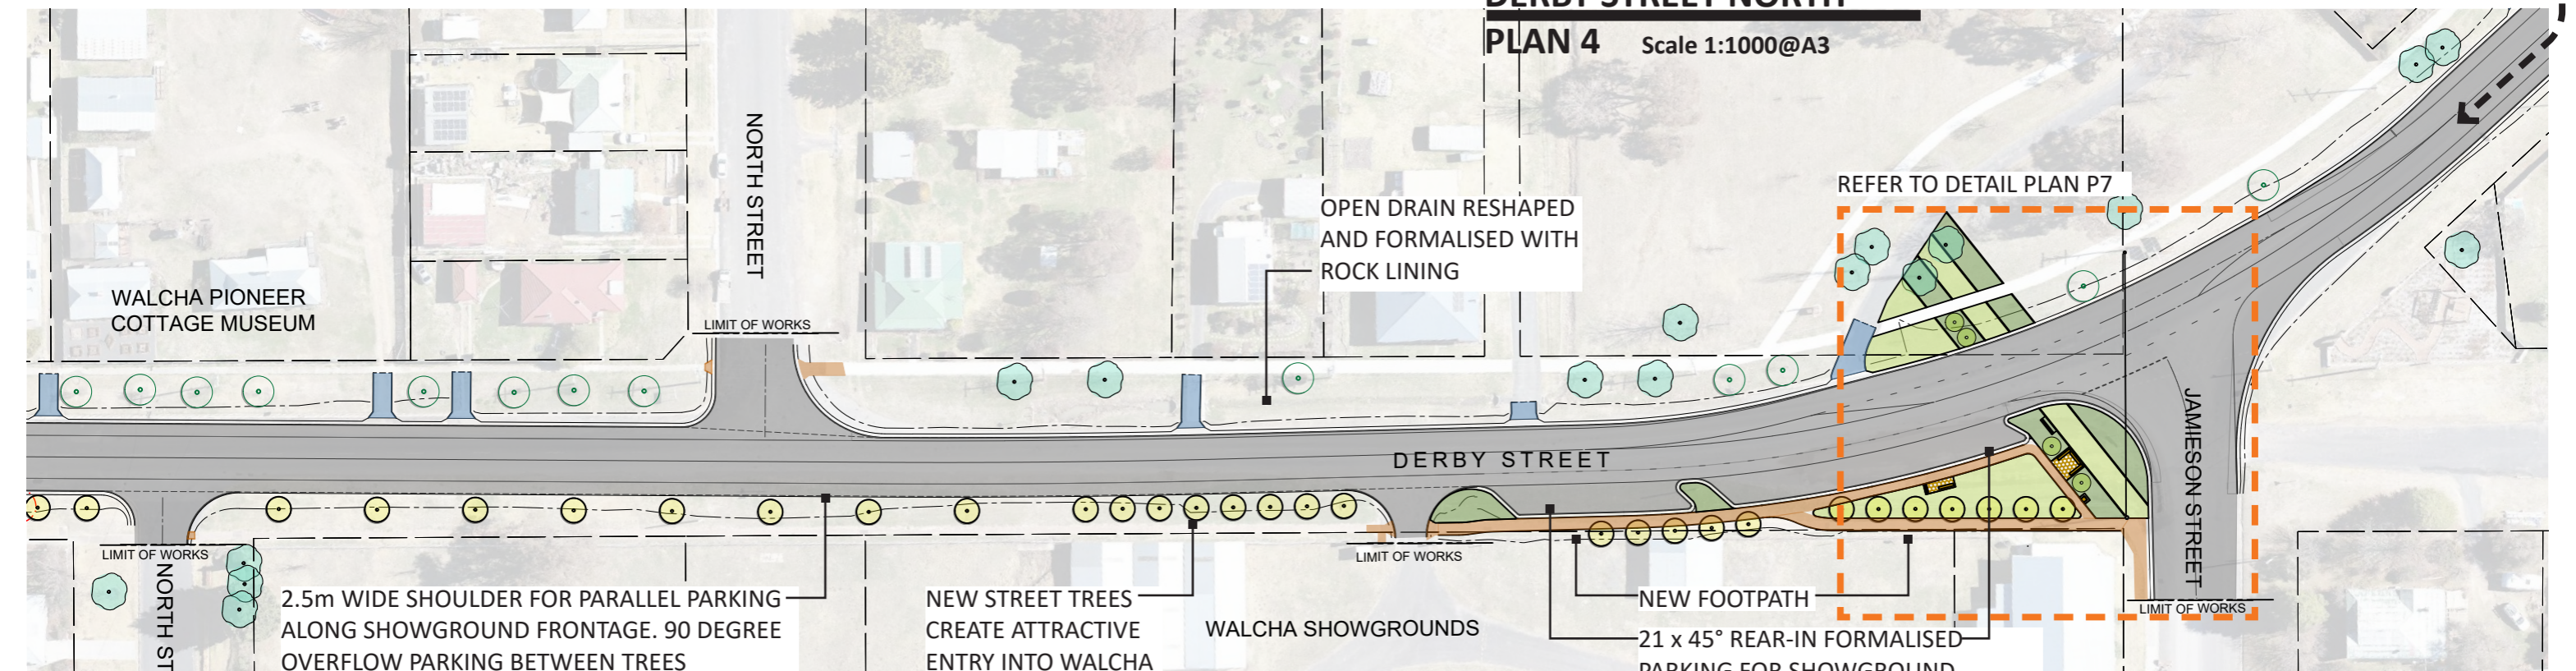 DERBY STREET NORTH
PLAN 4 Scale 1:1000@A3
NORTH STREET
REFER TO DETAIL PLAN P7
OPEN DRAIN RESHAPED
AND FORMALISED WITH
ROCK LINING
WALCHA PIONEER
COTTAGE MUSEUM
LIMIT OF WORKS
DERBY STREET
JAMIESON STREET
LIMIT OF WORKS
NORTH ST
LIMIT OF WORKS
LIMIT OF WORKS
2.5m WIDE SHOULDER FOR PARALLEL PARKING
ALONG SHOWGROUND FRONTAGE. 90 DEGREE
OVERFLOW PARKING BETWEEN TREES
NEW STREET TREES
CREATE ATTRACTIVE
ENTRY INTO WALCHA
WALCHA SHOWGROUNDS
NEW FOOTPATH
21 x 45° REAR-IN FORMALISED
PARKING FOR SHOWGROUND